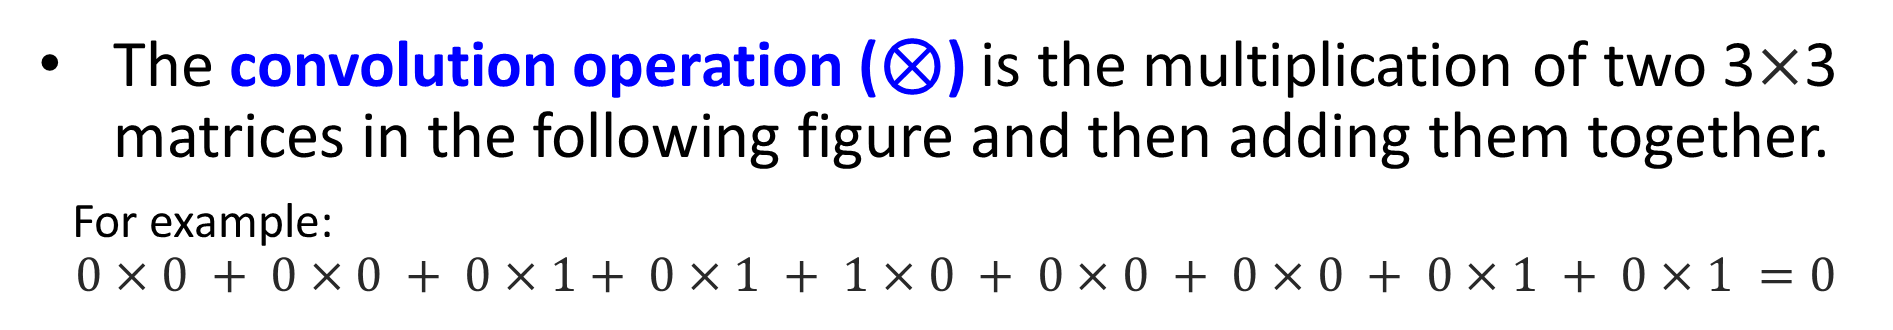 • The convolution operation (⊗) is the multiplication of two 3×3
matrices in the following figure and then adding them together.
For example:
0 × 0 + 0 × 0 + 0 × 1 + 0 × 1 + 1 × 0 + 0 × 0 + 0 × 0 + 0 × 1 + 0 × 1 = 0